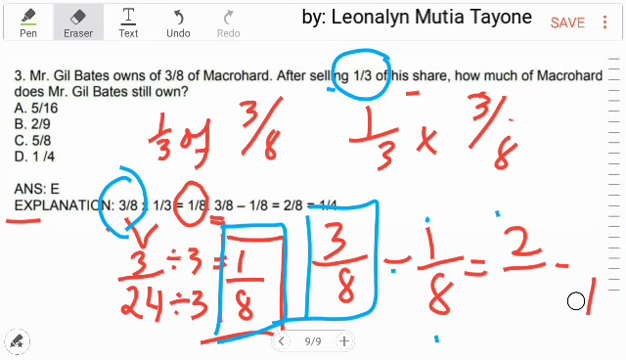 by: Leonalyn Mutia Tayone
Pen Eraser Text Undo Redo SAVE
3. Mr. Gil Bates owns of 3/8 of Macrohard. After selling 1/3 of his share, how much of Macrohard
does Mr. Gil Bates still own?
A. 5/16
B. 2/9
C. 5/8
D. 1 /4
1/3 of 3/8 1/3 x 3/8
ANS: E
EXPLANATION: 3/8 x 1/3 = 1/8. 3/8 – 1/8 = 2/8 = 1/4
3/24 ÷3/÷3 = 1/8 3/8 - 1/8 = 2
9/9